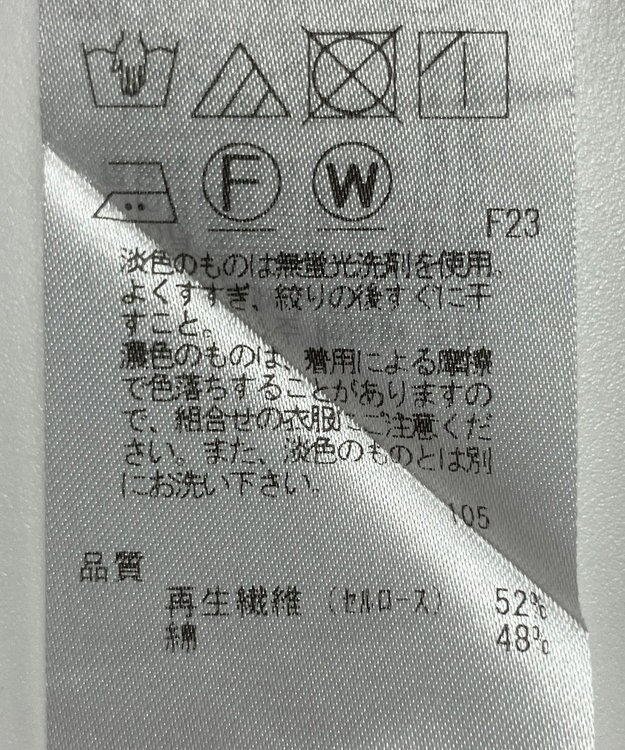 F
W
F23
淡色のものは無蛍光洗剤を使用。
よくすすぎ、絞りの後すぐに干
すこと。
濃色のものは、着用による摩擦
で色落ちすることがありますの
で、組合せの衣服にご注意くだ
さい。また、淡色のものとは別
にお洗い下さい。
105
品質
再生繊維(セルロース) 52%
綿 48%